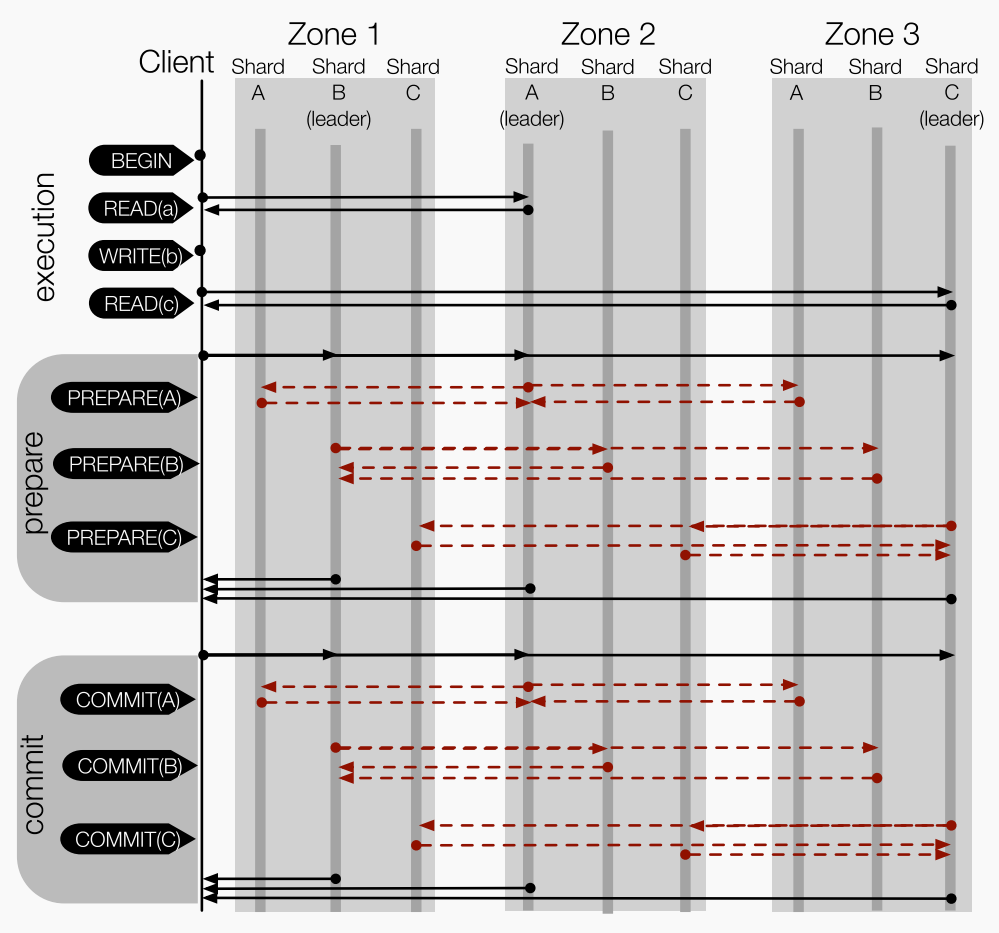 Zone 1 Zone 2 Zone 3
Client Shard Shard Shard Shard Shard Shard Shard Shard Shard
A B C A B C A B C
(leader) (leader) (leader)
execution
BEGIN
READ(a)
WRITE(b)
READ(c)
prepare
PREPARE(A)
PREPARE(B)
PREPARE(C)
commit
COMMIT(A)
COMMIT(B)
COMMIT(C)